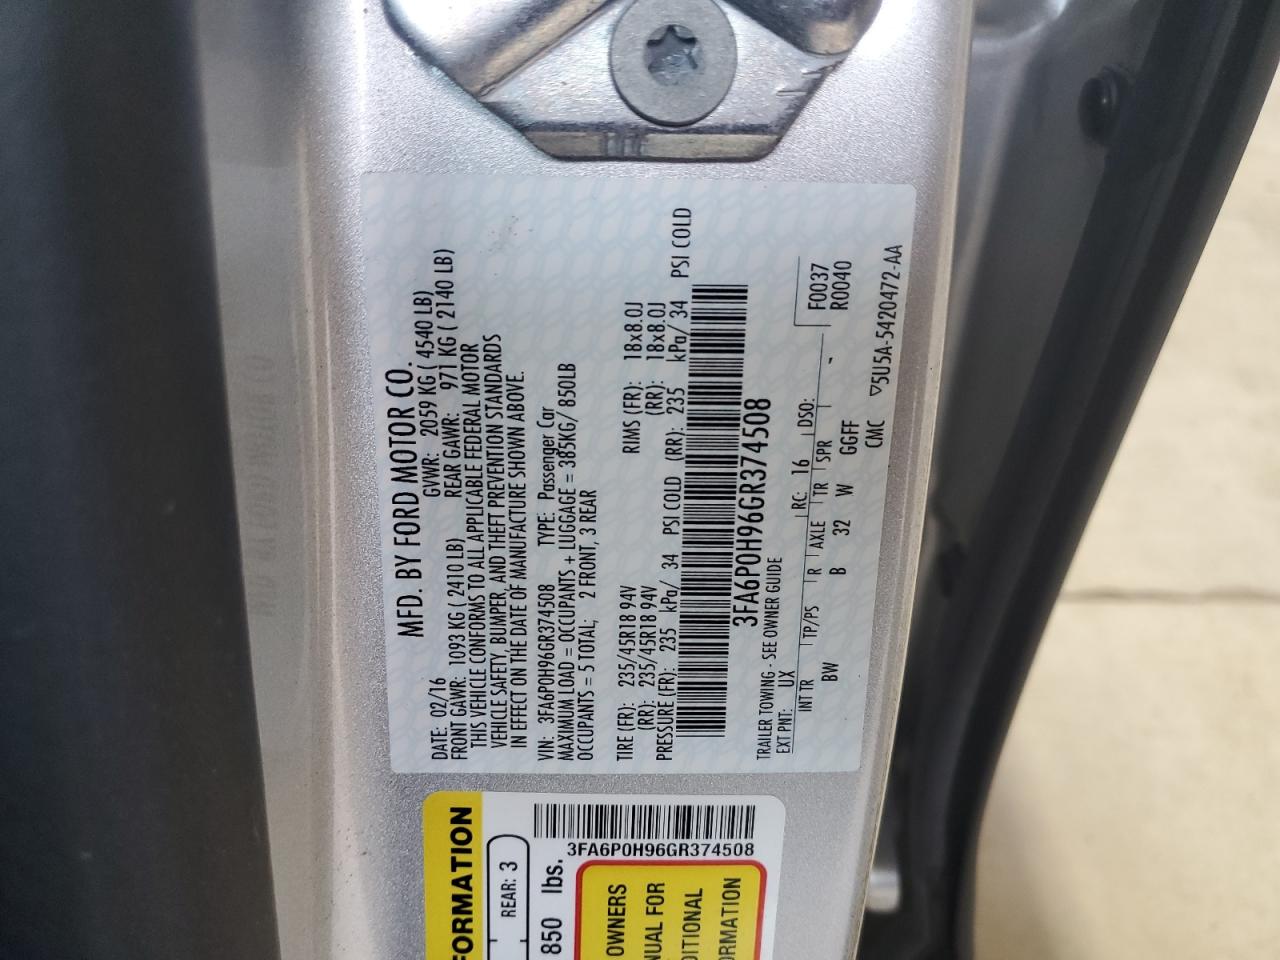 MFD. BY FORD MOTOR CO.
DATE: 02/16 GVWR: 2059 KG ( 4540 LB)
FRONT GAWR: 1093 KG ( 2410 LB) REAR GAWR: 971 KG ( 2140 LB)
THIS VEHICLE CONFORMS TO ALL APPLICABLE FEDERAL MOTOR
VEHICLE SAFETY, BUMPER, AND THEFT PREVENTION STANDARDS
IN EFFECT ON THE DATE OF MANUFACTURE SHOWN ABOVE.
VIN: 3FA6P0H96GR374508 TYPE: Passenger Car
MAXIMUM LOAD = OCCUPANTS + LUGGAGE = 385KG/ 850LB
OCCUPANTS = 5 TOTAL; 2 FRONT, 3 REAR
TIRE (FR): 235/45R18 94V RIMS (FR): 18x8.0J
(RR): 235/45R18 94V (RR): 18x8.0J
PRESSURE (FR): 235 kPa/ 34 PSI COLD (RR): 235 kPa/ 34 PSI COLD
3FA6P0H96GR374508
TRAILER TOWING - SEE OWNER GUIDE
EXT PNT: UX RC: 16 DSO: F0037
INT TR TP/PS R AXLE TR SPR - R0040
BW B 32 W GGFF
CMC ▽5U5A-5420472-AA
3FA6P0H96GR374508
FORMATION
REAR: 3
850 lbs.
OWNERS
NUAL FOR
DITIONAL
ORMATION